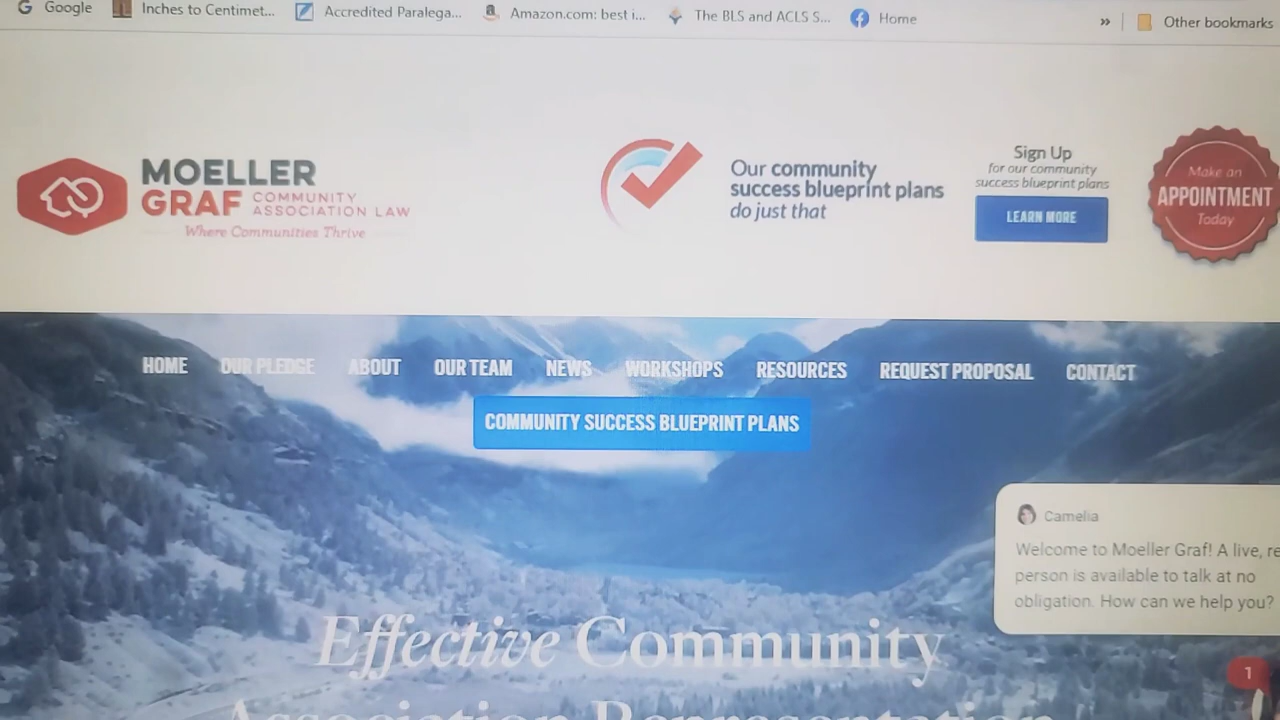 Google
Inches to Centimet...
Accredited Paralega...
Amazon.com: best i...
The BLS and ACLS S...
Home
»
Other bookmarks
MOELLER
GRAF COMMUNITY
ASSOCIATION LAW
Where Communities Thrive
Our community
success blueprint plans
do just that
Sign Up
for our community
success blueprint plans
LEARN MORE
Make an
APPOINTMENT
Today
HOME
OUR PLEDGE
ABOUT
OUR TEAM
NEWS
WORKSHOPS
RESOURCES
REQUEST PROPOSAL
CONTACT
COMMUNITY SUCCESS BLUEPRINT PLANS
Camelia
Welcome to Moeller Graf! A live, re
person is available to talk at no
obligation. How can we help you?
1
Effective Community
Association Representation